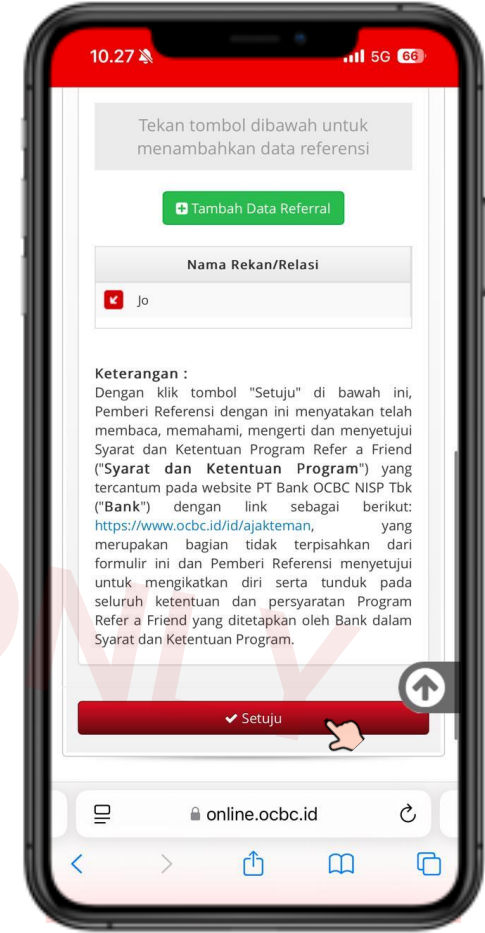 10.27 5G 66
Tekan tombol dibawah untuk
menambahkan data referensi
Tambah Data Referral
Nama Rekan/Relasi
Jo
Keterangan :
Dengan klik tombol "Setuju" di bawah ini,
Pemberi Referensi dengan ini menyatakan telah
membaca, memahami, mengerti dan menyetujui
Syarat dan Ketentuan Program Refer a Friend
("Syarat dan Ketentuan Program") yang
tercantum pada website PT Bank OCBC NISP Tbk
("Bank") dengan link sebagai berikut:
https://www.ocbc.id/id/ajakteman, yang
merupakan bagian tidak terpisahkan dari
formulir ini dan Pemberi Referensi menyetujui
untuk mengikatkan diri serta tunduk pada
seluruh ketentuan dan persyaratan Program
Refer a Friend yang ditetapkan oleh Bank dalam
Syarat dan Ketentuan Program.
Setuju
online.ocbc.id
ONLY